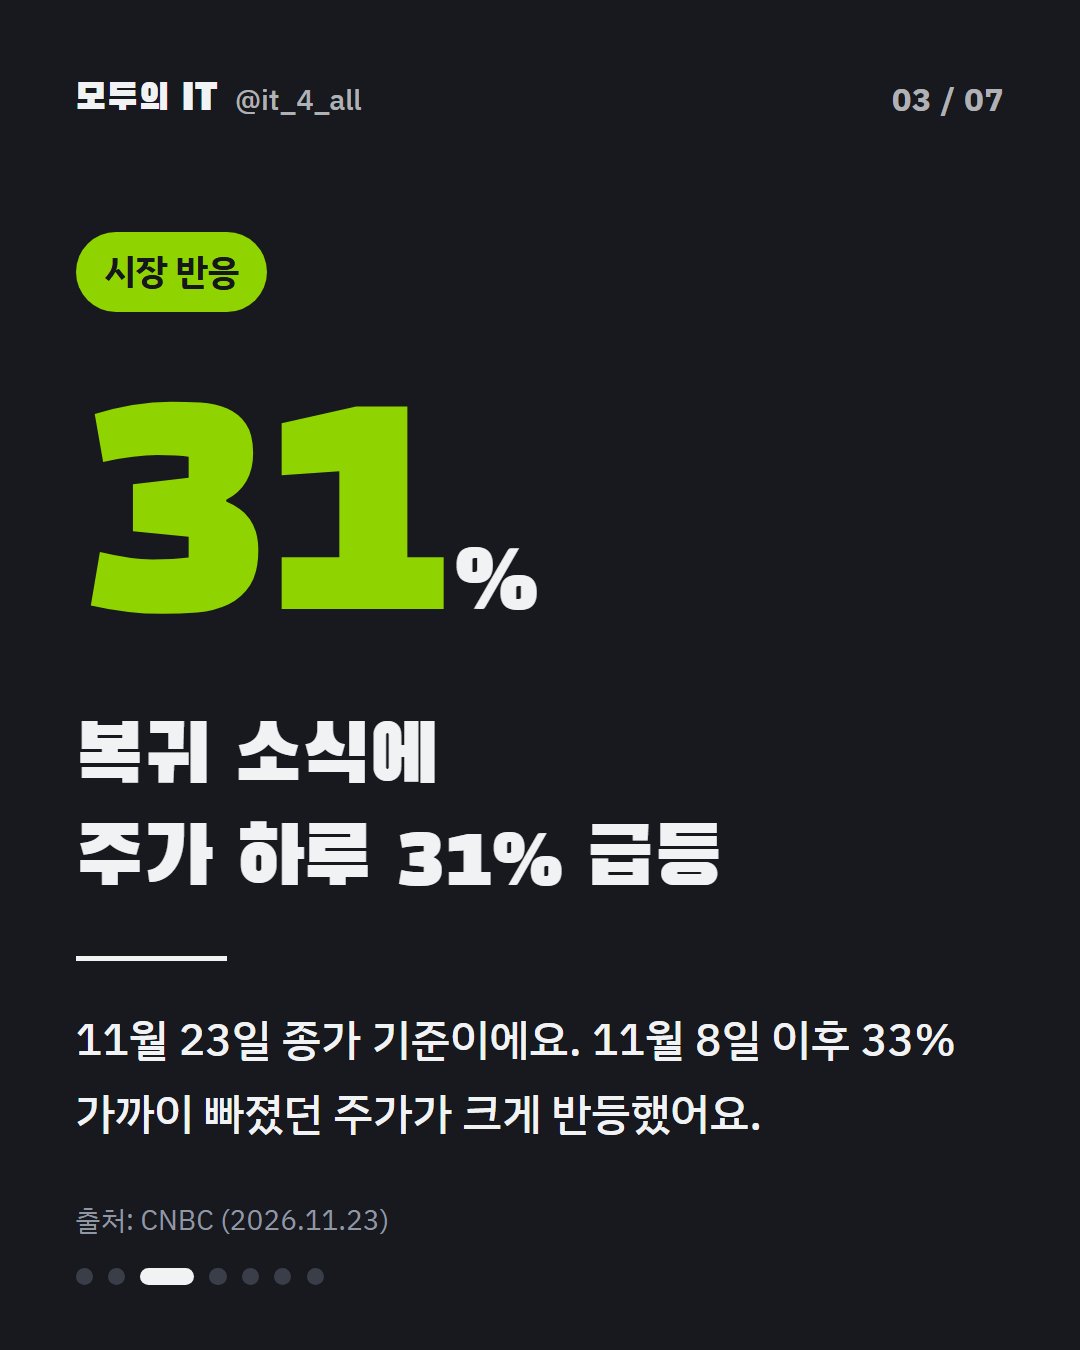 모두의 IT @it_4_all
03 / 07
시장 반응
31%
복귀 소식에
주가 하루 31% 급등
11월 23일 종가 기준이에요. 11월 8일 이후 33%
가까이 빠졌던 주가가 크게 반등했어요.
출처: CNBC (2026.11.23)